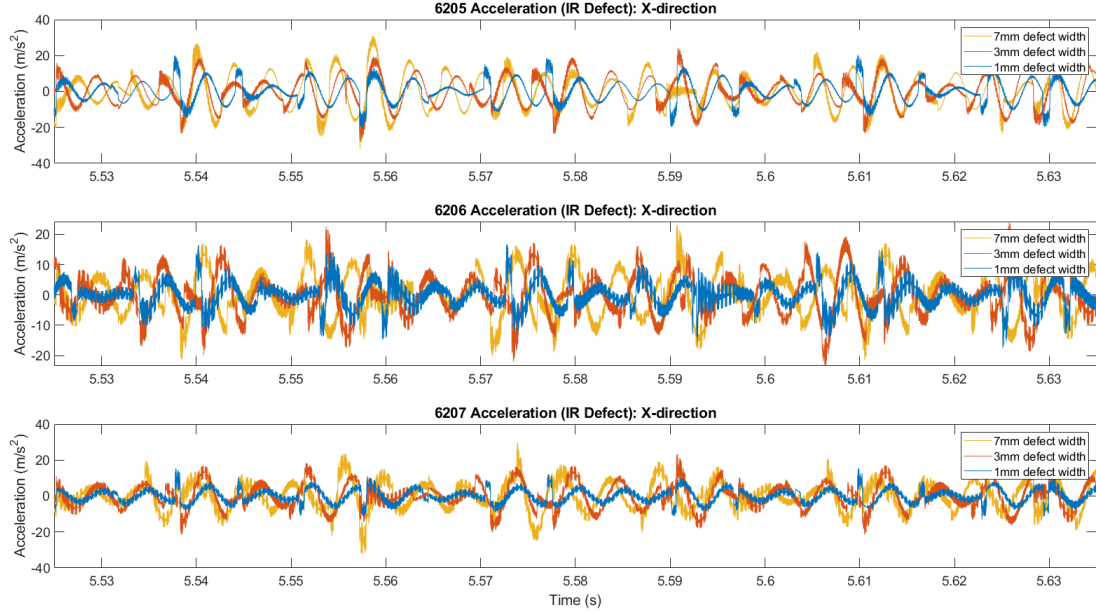 6205 Acceleration (IR Defect): X-direction
Acceleration (m/s²)
40
20
0
-20
-40
7mm defect width
3mm defect width
1mm defect width
5.53 5.54 5.55 5.56 5.57 5.58 5.59 5.6 5.61 5.62 5.63
6206 Acceleration (IR Defect): X-direction
Acceleration (m/s²)
20
10
0
-10
-20
7mm defect width
3mm defect width
1mm defect width
5.53 5.54 5.55 5.56 5.57 5.58 5.59 5.6 5.61 5.62 5.63
6207 Acceleration (IR Defect): X-direction
Acceleration (m/s²)
40
20
0
-20
-40
7mm defect width
3mm defect width
1mm defect width
5.53 5.54 5.55 5.56 5.57 5.58 5.59 5.6 5.61 5.62 5.63
Time (s)